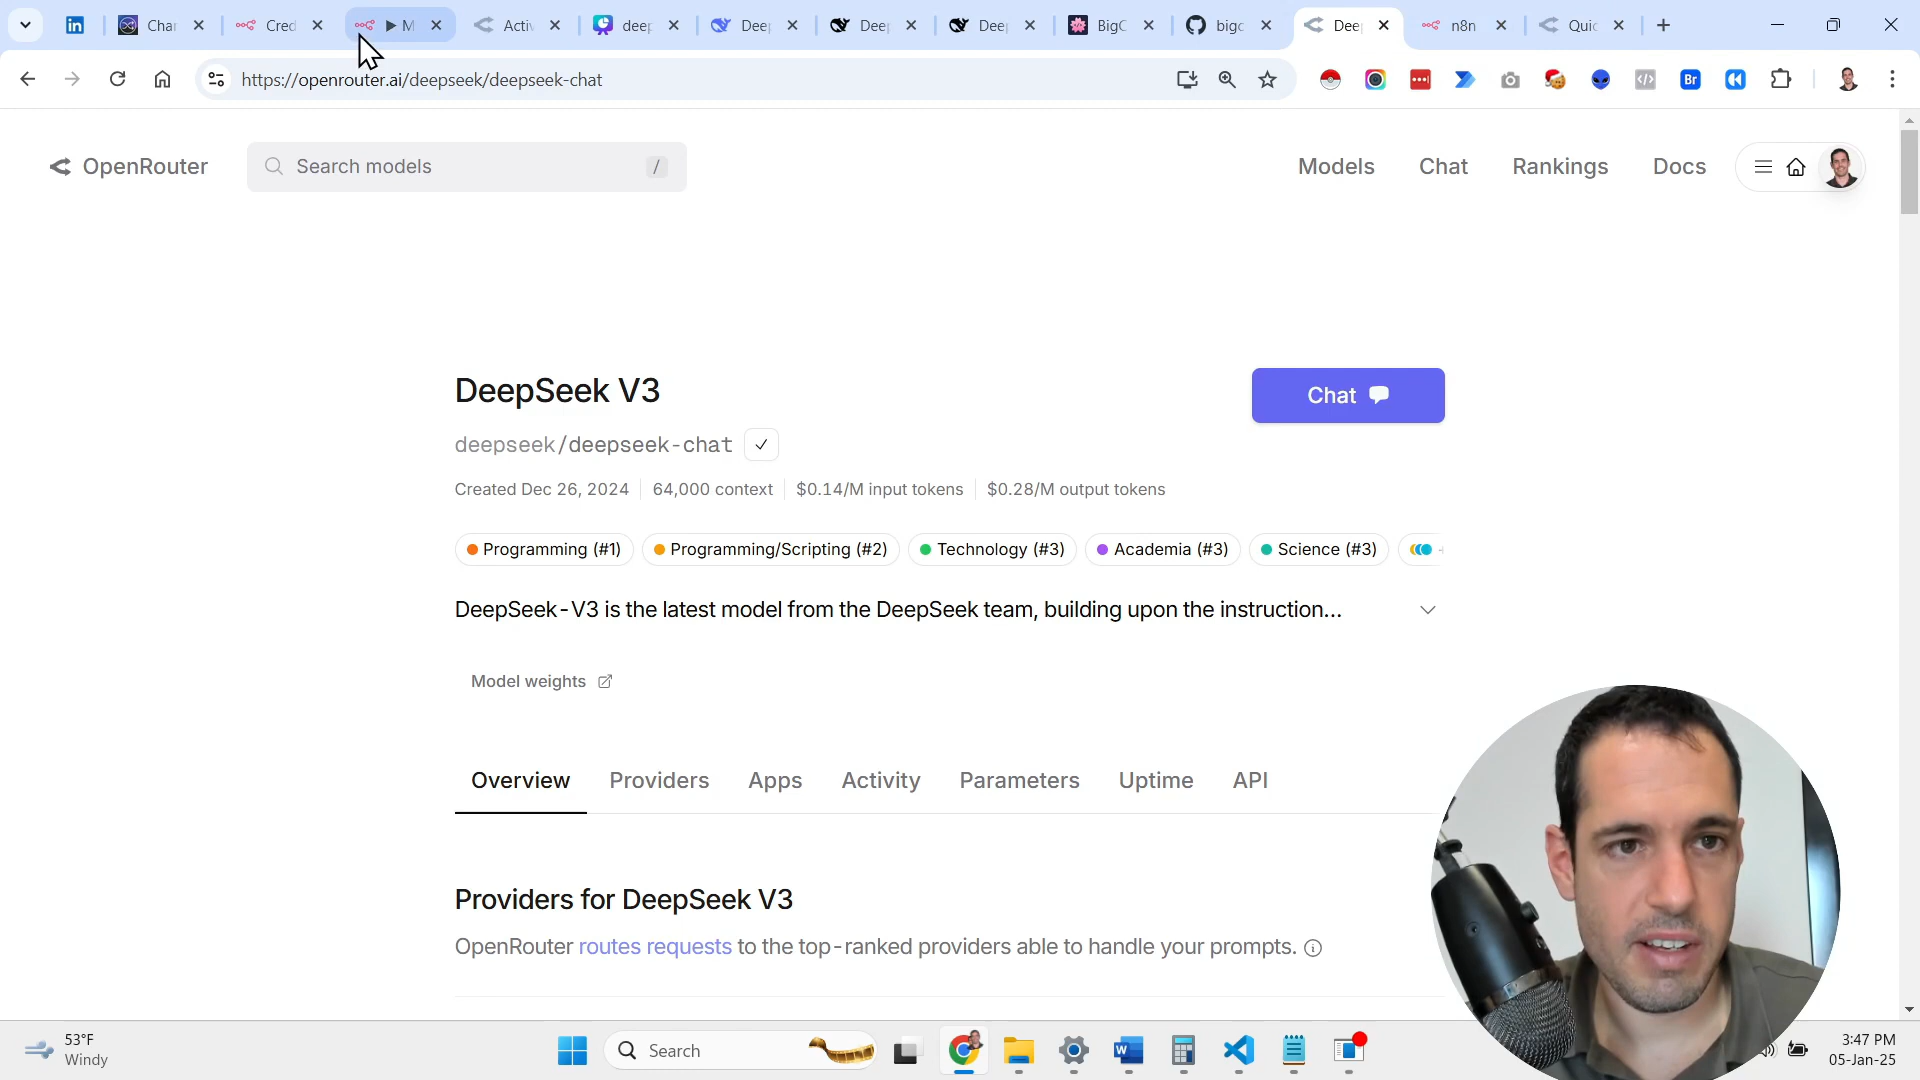 Char
Cred
▶ M
Activ
deep
Deep
Deep
Deep
BigC
bigc
Deep
n8n
Quic
https://openrouter.ai/deepseek/deepseek-chat
OpenRouter
Search models
/
Models
Chat
Rankings
Docs
DeepSeek V3
Chat
deepseek/deepseek-chat
Created Dec 26, 2024
64,000 context
$0.14/M input tokens
$0.28/M output tokens
Programming (#1)
Programming/Scripting (#2)
Technology (#3)
Academia (#3)
Science (#3)
DeepSeek-V3 is the latest model from the DeepSeek team, building upon the instruction...
Model weights
Overview
Providers
Apps
Activity
Parameters
Uptime
API
Providers for DeepSeek V3
OpenRouter routes requests to the top-ranked providers able to handle your prompts.
53°F
Windy
Search
3:47 PM
05-Jan-25